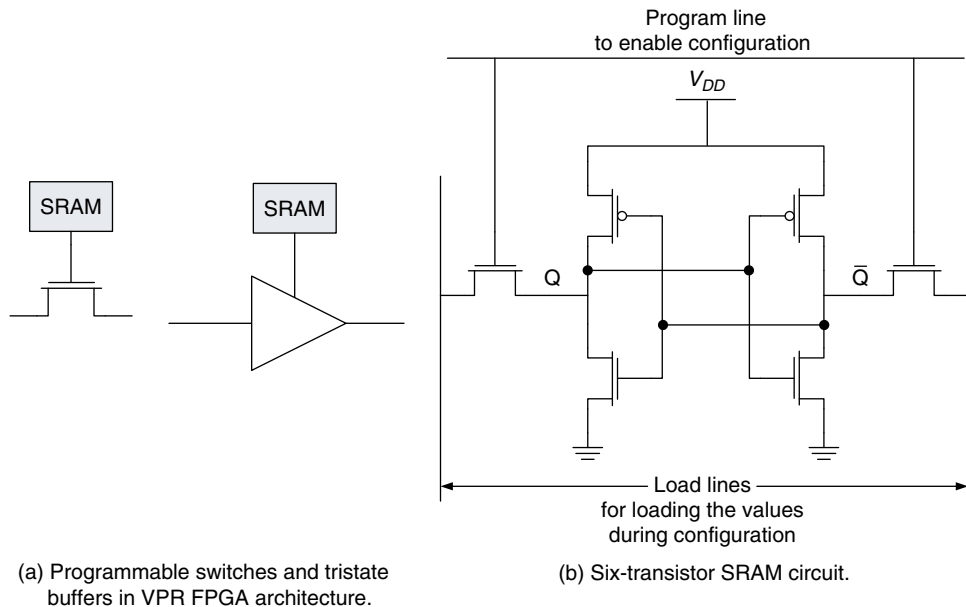 Program line
to enable configuration
V_DD
SRAM
SRAM
Q
Q̅
Load lines
for loading the values
during configuration
(a) Programmable switches and tristate
buffers in VPR FPGA architecture.
(b) Six-transistor SRAM circuit.